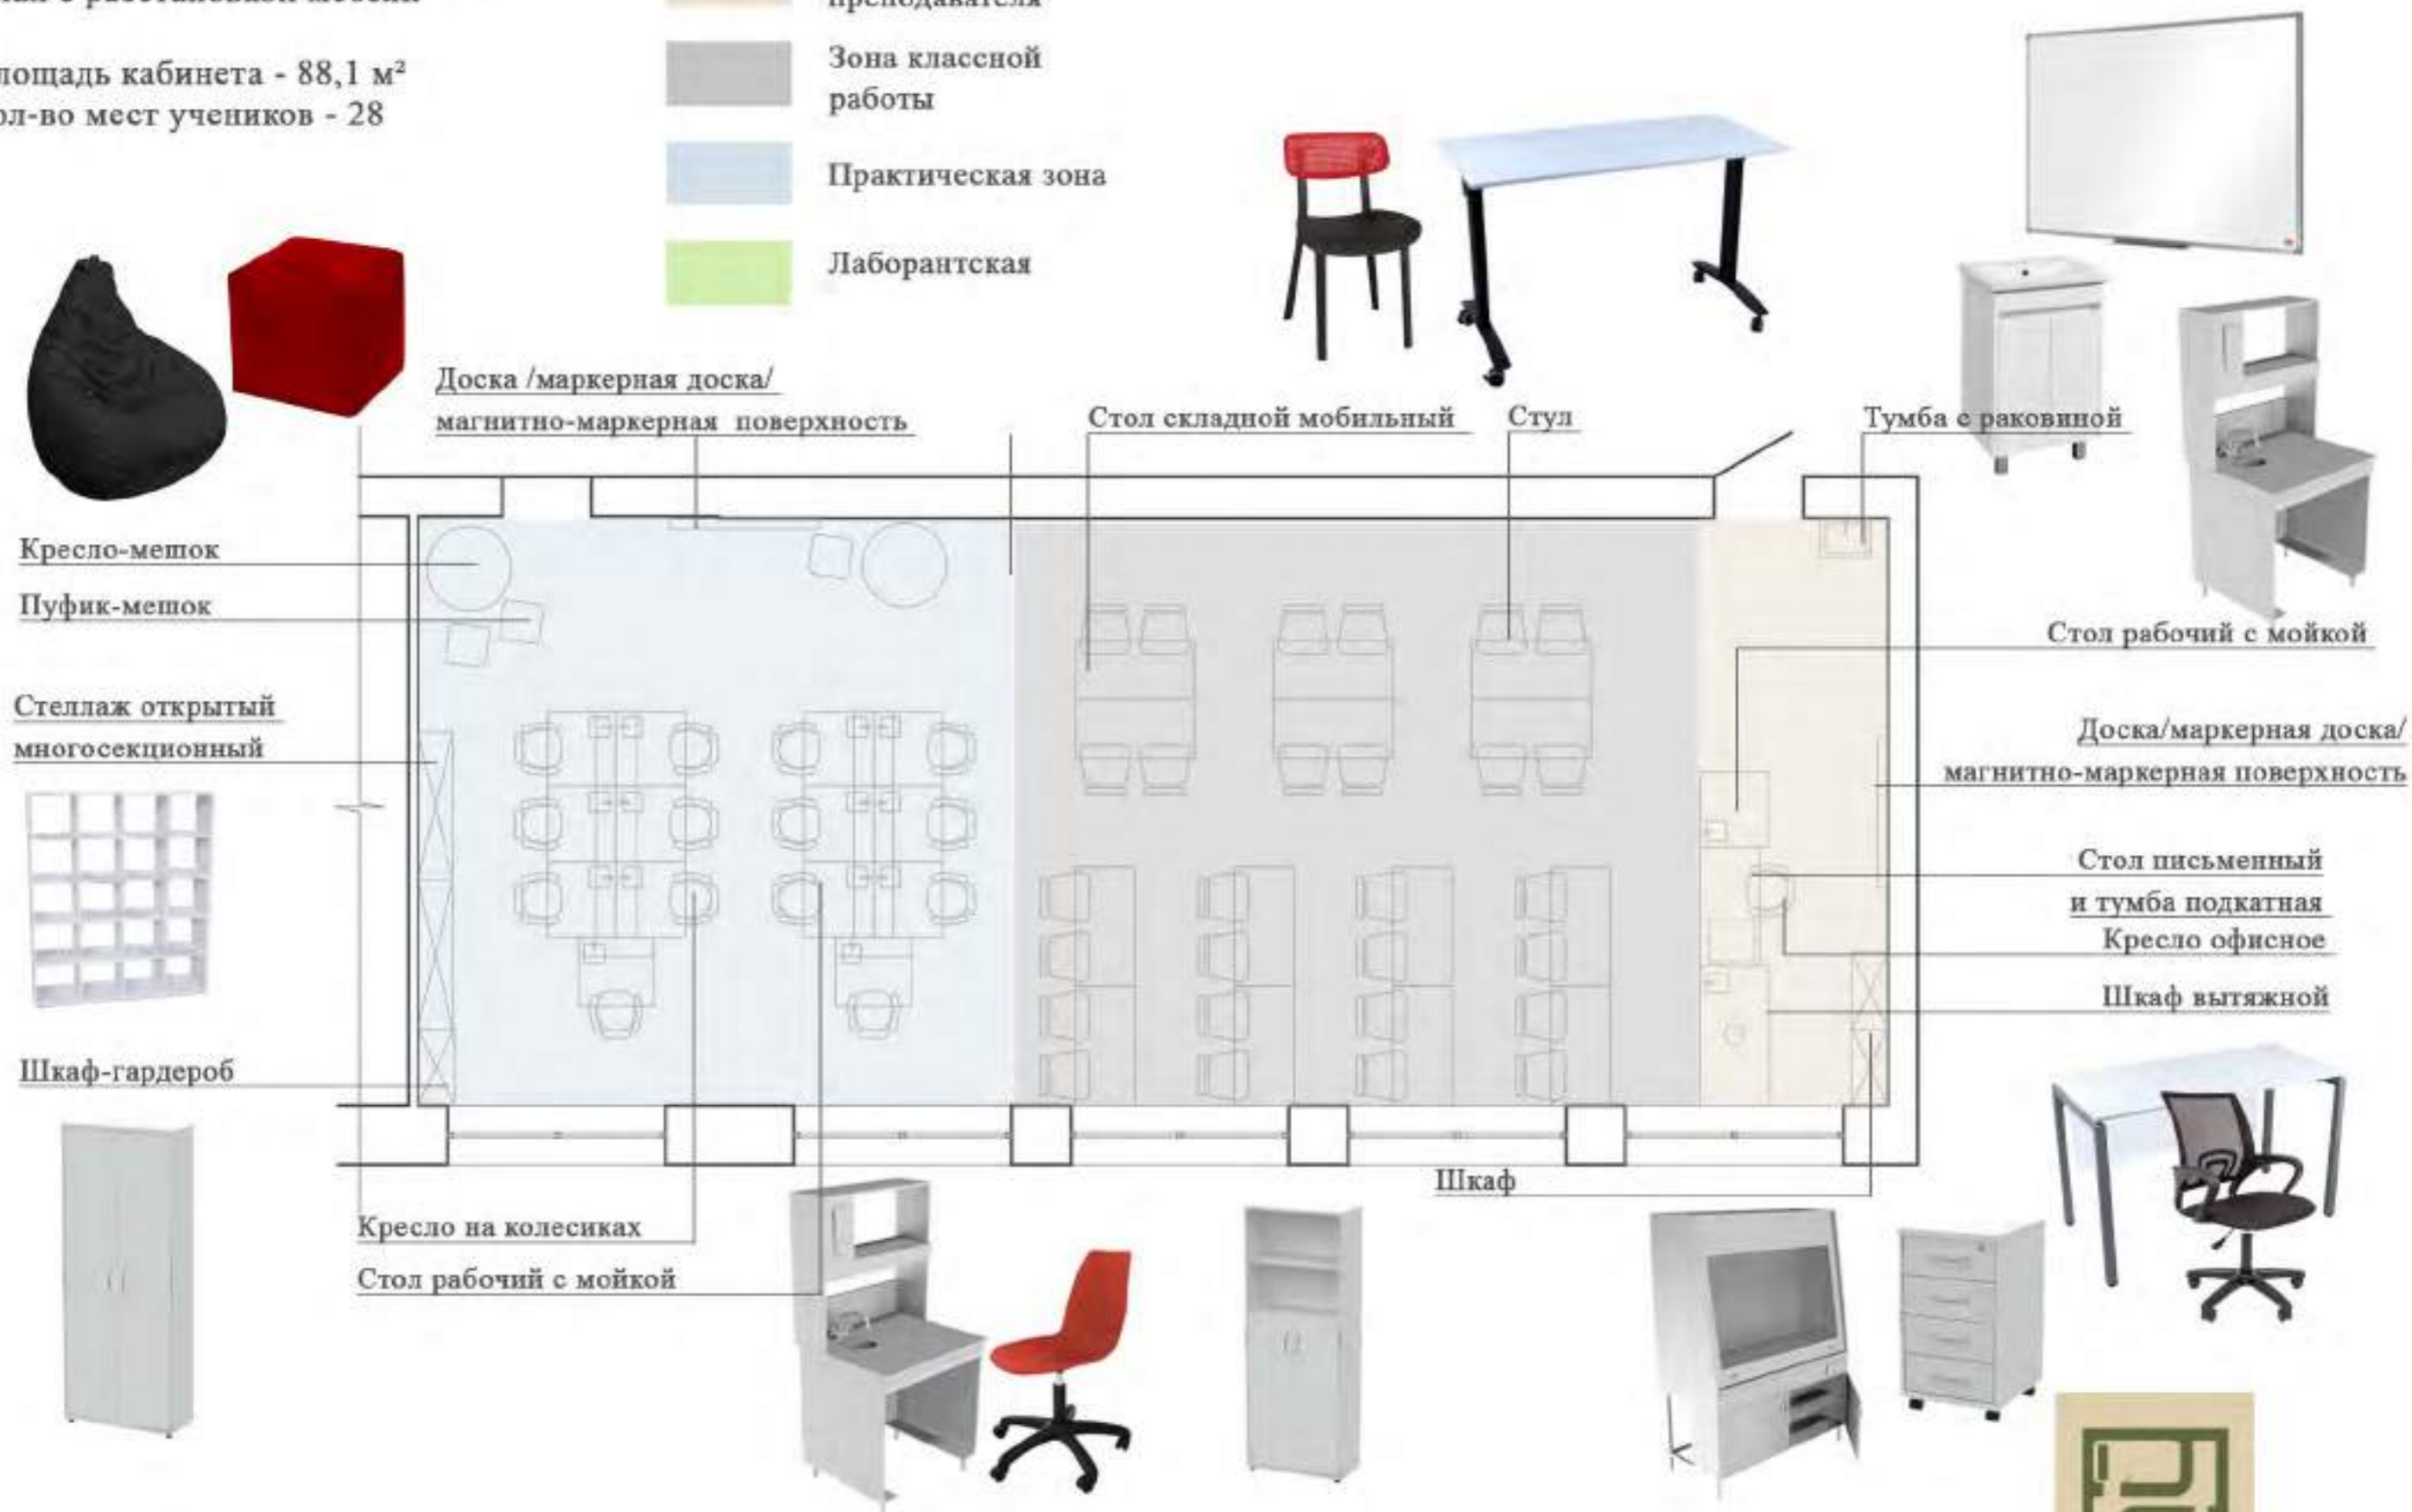 площадь кабинета - 88,1 м²
кол-во мест учеников - 28
преподавателя
Зона классной
работы
Практическая зона
Лаборантская
Доска /маркерная доска/
магнитно-маркерная поверхность
Стол складной мобильный
Стул
Тумба с раковиной
Кресло-мешок
Пуфик-мешок
Стеллаж открытый
многосекционный
Шкаф-гардероб
Стол рабочий с мойкой
Доска/маркерная доска/
магнитно-маркерная поверхность
Стол письменный
и тумба подкатная
Кресло офисное
Шкаф вытяжной
Шкаф
Кресло на колесиках
Стол рабочий с мойкой